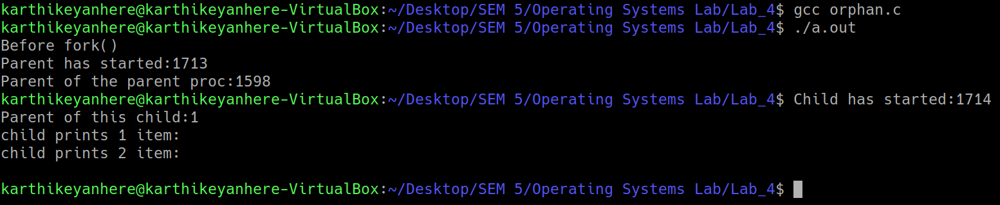 karthikeyanhere@karthikeyanhere-VirtualBox:~/Desktop/SEM 5/Operating Systems Lab/Lab_4$ gcc orphan.c
karthikeyanhere@karthikeyanhere-VirtualBox:~/Desktop/SEM 5/Operating Systems Lab/Lab_4$ ./a.out
Before fork()
Parent has started:1713
Parent of the parent proc:1598
karthikeyanhere@karthikeyanhere-VirtualBox:~/Desktop/SEM 5/Operating Systems Lab/Lab_4$ Child has started:1714
Parent of this child:1
child prints 1 item:
child prints 2 item:
karthikeyanhere@karthikeyanhere-VirtualBox:~/Desktop/SEM 5/Operating Systems Lab/Lab_4$